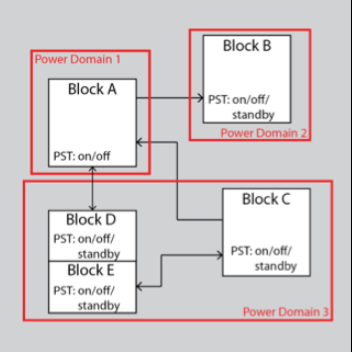 Power Domain 1
Block A
PST: on/off
Block B
PST: on/off/
standby
Power Domain 2
Block D
PST: on/off/
standby
Block E
PST: on/off/
standby
Block C
PST: on/off/
standby
Power Domain 3